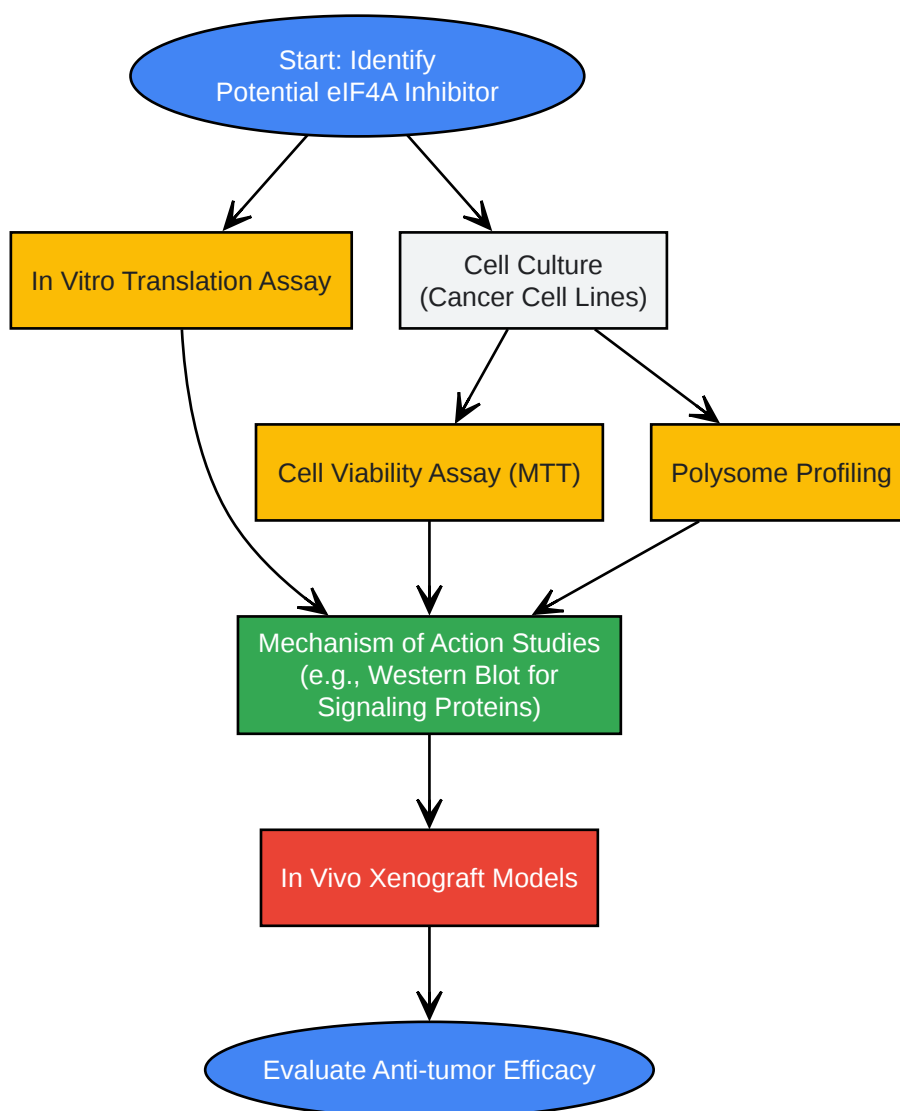 Start: Identify
Potential eIF4A Inhibitor
In Vitro Translation Assay
Cell Culture
(Cancer Cell Lines)
Cell Viability Assay (MTT)
Polysome Profiling
Mechanism of Action Studies
(e.g., Western Blot for
Signaling Proteins)
In Vivo Xenograft Models
Evaluate Anti-tumor Efficacy